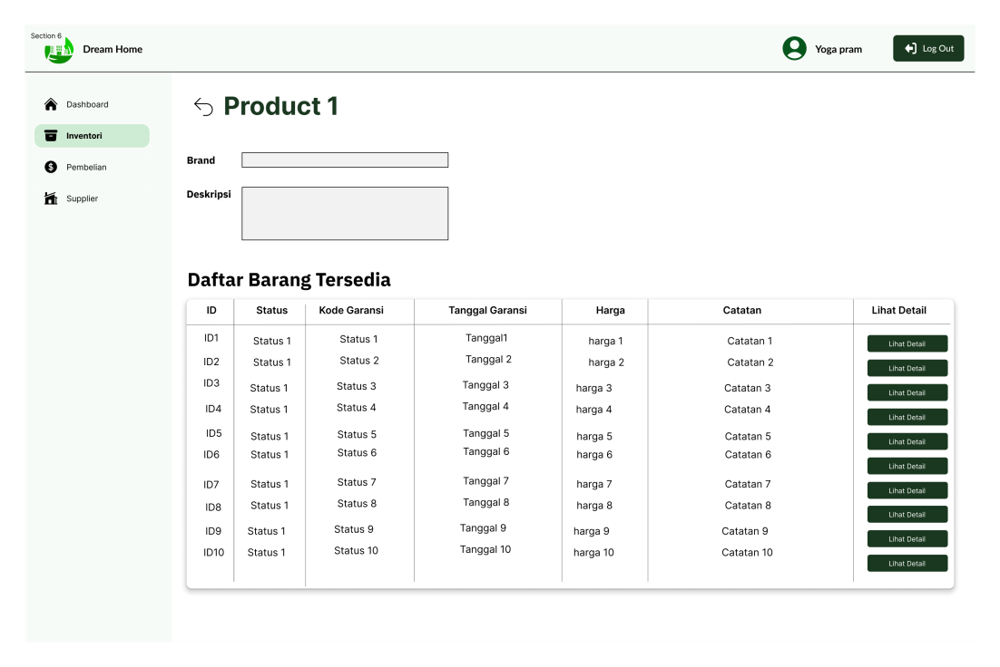 Section 6
Dream Home
Yoga pram
Log Out
Dashboard
Inventori
Pembelian
Supplier
Product 1
Brand
Deskripsi
Daftar Barang Tersedia
ID Status Kode Garansi Tanggal Garansi Harga Catatan Lihat Detail
ID1 Status 1 Status 1 Tanggal1 harga 1 Catatan 1 Lihat Detail
ID2 Status 1 Status 2 Tanggal 2 harga 2 Catatan 2 Lihat Detail
ID3 Status 1 Status 3 Tanggal 3 harga 3 Catatan 3 Lihat Detail
ID4 Status 1 Status 4 Tanggal 4 harga 4 Catatan 4 Lihat Detail
ID5 Status 1 Status 5 Tanggal 5 harga 5 Catatan 5 Lihat Detail
ID6 Status 1 Status 6 Tanggal 6 harga 6 Catatan 6 Lihat Detail
ID7 Status 1 Status 7 Tanggal 7 harga 7 Catatan 7 Lihat Detail
ID8 Status 1 Status 8 Tanggal 8 harga 8 Catatan 8 Lihat Detail
ID9 Status 1 Status 9 Tanggal 9 harga 9 Catatan 9 Lihat Detail
ID10 Status 1 Status 10 Tanggal 10 harga 10 Catatan 10 Lihat Detail